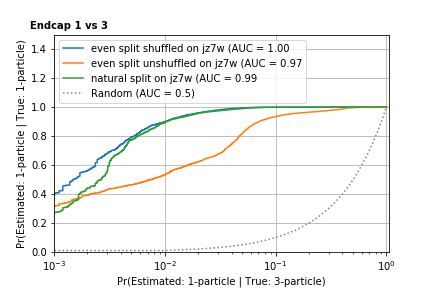 Endcap 1 vs 3
Pr(Estimated: 1-particle | True: 1-particle)
1.4
1.2
1.0
0.8
0.6
0.4
0.2
0.0
even split shuffled on jz7w (AUC = 1.00
even split unshuffled on jz7w (AUC = 0.97
natural split on jz7w (AUC = 0.99
Random (AUC = 0.5)
10⁻³ 10⁻² 10⁻¹ 10⁰
Pr(Estimated: 1-particle | True: 3-particle)